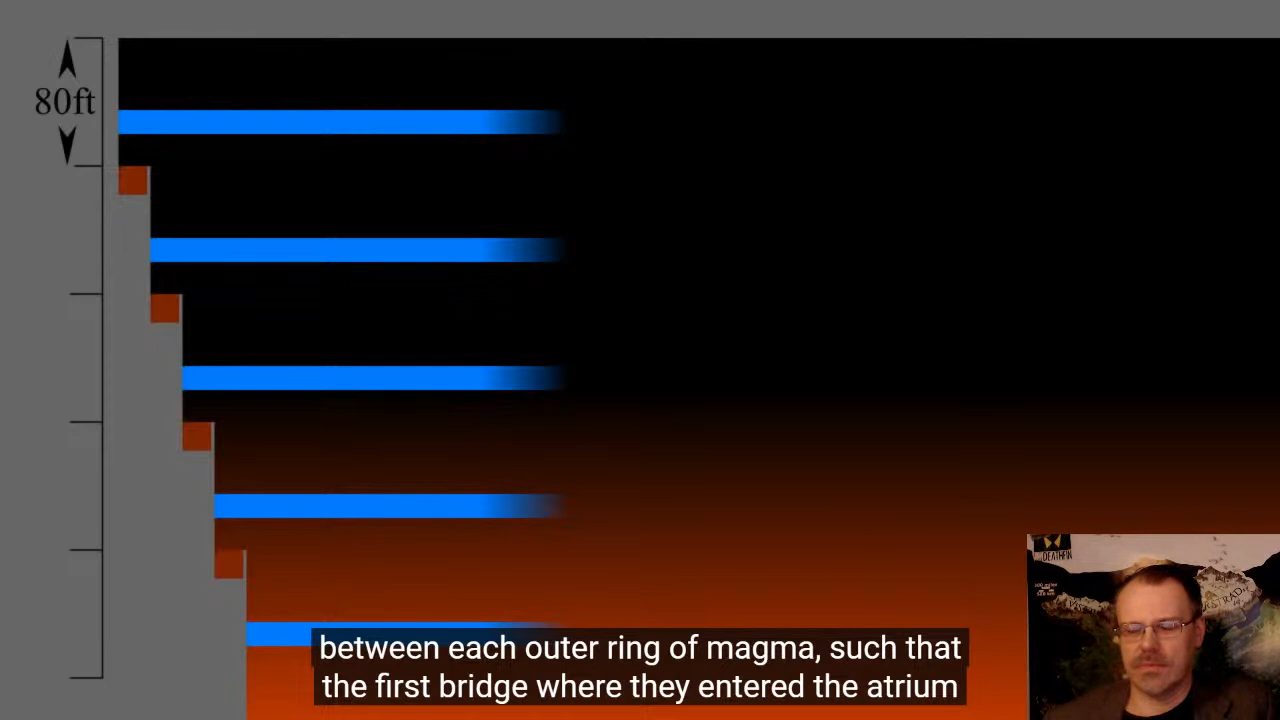 80ft
between each outer ring of magma, such that
the first bridge where they entered the atrium